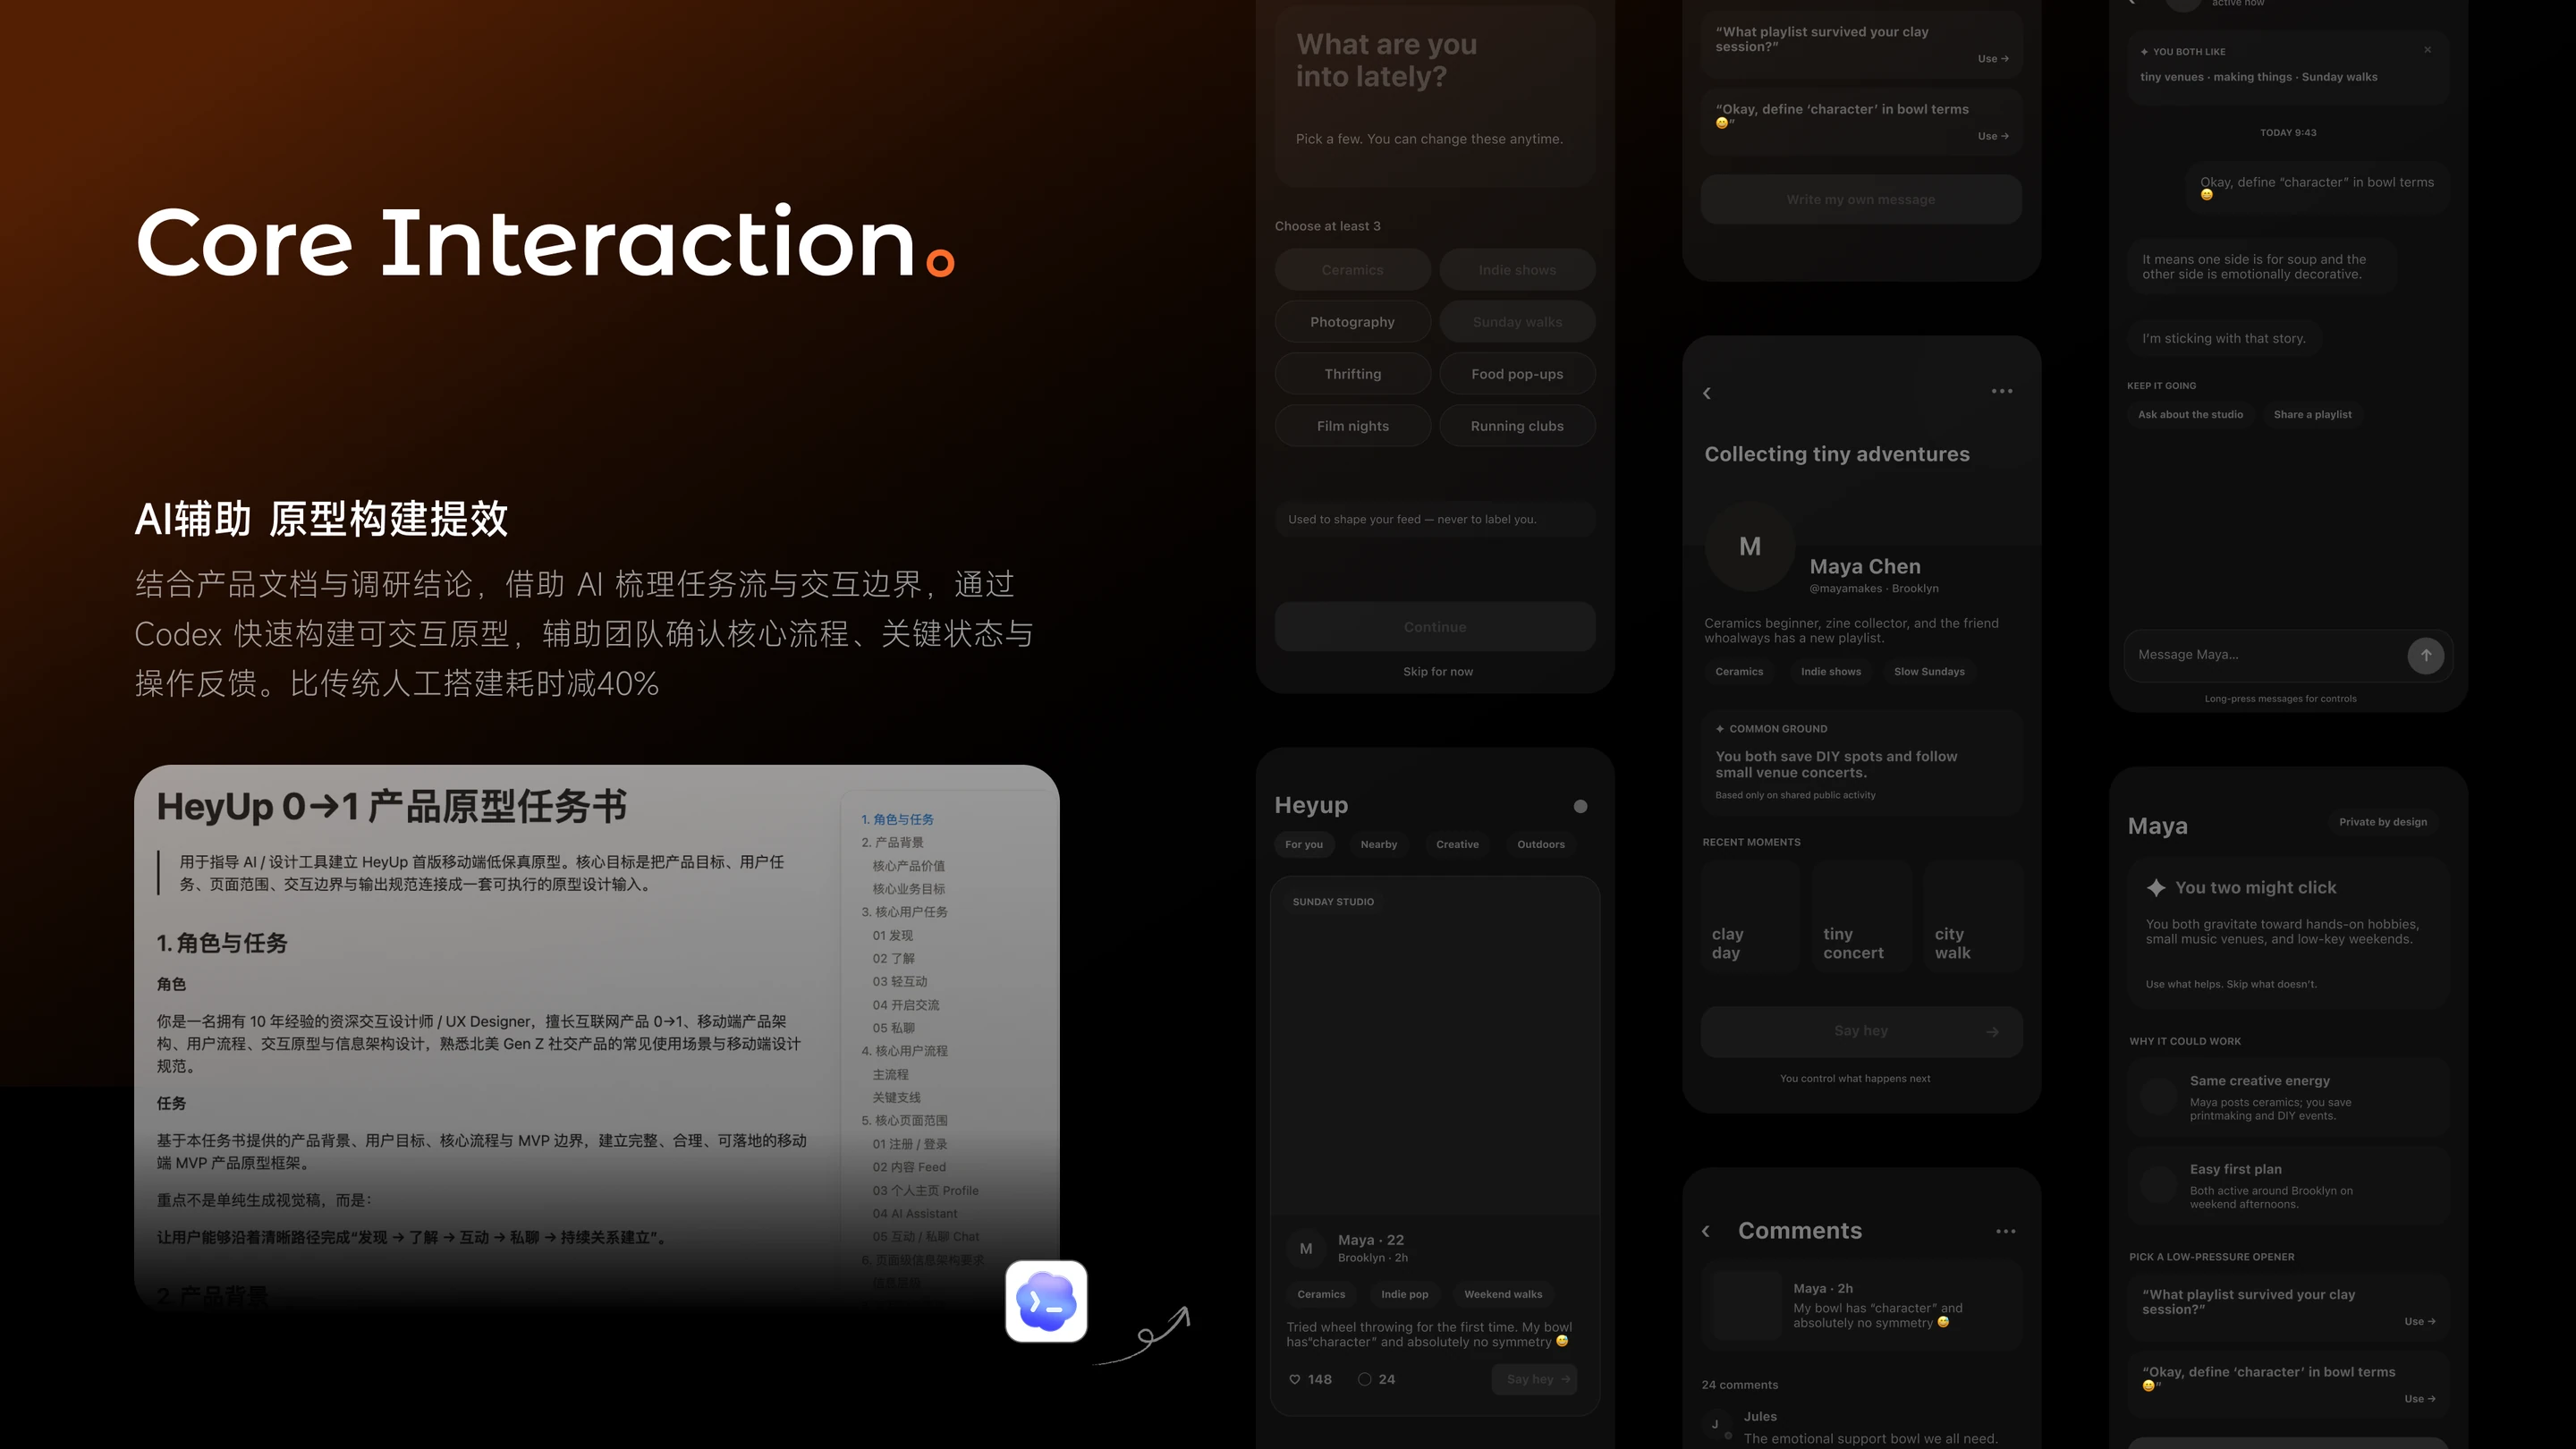 Core Interaction
AI辅助 原型构建提效
结合产品文档与调研结论，借助 AI 梳理任务流与交互边界，通过
Codex 快速构建可交互原型，辅助团队确认核心流程、关键状态与
操作反馈。比传统人工搭建耗时减40%
HeyUp 0→1 产品原型任务书
用于指导 AI / 设计工具建立 HeyUp 首版移动端低保真原型。核心目标是把产品目标、用户任
务、页面范围、交互边界与输出规范连接成一套可执行的原型设计输入。
1. 角色与任务
角色
你是一名拥有 10 年经验的资深交互设计师 / UX Designer，擅长互联网产品 0→1、移动端产品架
构、用户流程、交互原型与信息架构设计，熟悉北美 Gen Z 社交产品的常见使用场景与移动端设计
规范。
任务
基于本任务书提供的产品背景、用户目标、核心流程与 MVP 边界，建立完整、合理、可落地的移动
端 MVP 产品原型框架。
重点不是单纯生成视觉稿，而是：
让用户能够沿着清晰路径完成“发现 → 了解 → 互动 → 私聊 → 持续关系建立”。
2. 产品背景
1. 角色与任务
2. 产品背景
核心产品价值
核心业务目标
3. 核心用户任务
01 发现
02 了解
03 轻互动
04 开启交流
05 私聊
4. 核心用户流程
主流程
关键支线
5. 核心页面范围
01 注册 / 登录
02 内容 Feed
03 个人主页 Profile
04 AI Assistant
05 互动 / 私聊 Chat
6. 页面级信息架构要求
What are you
into lately?
Pick a few. You can change these anytime.
Choose at least 3
Ceramics
Indie shows
Photography
Sunday walks
Thrifting
Food pop-ups
Film nights
Running clubs
Used to shape your feed — never to label you.
Continue
Skip for now
Heyup
For you
Nearby
Creative
Outdoors
SUNDAY STUDIO
M
Maya · 22
Brooklyn · 2h
Ceramics
Indie pop
Weekend walks
Tried wheel throwing for the first time. My bowl
has“character” and absolutely no symmetry 😅
148
24
Say hey →
“What playlist survived your clay
session?”
Use →
“Okay, define ‘character’ in bowl terms
😄”
Use →
Write my own message
Collecting tiny adventures
M
Maya Chen
@mayamakes · Brooklyn
Ceramics beginner, zine collector, and the friend
whoalways has a new playlist.
Ceramics
Indie shows
Slow Sundays
✦ COMMON GROUND
You both save DIY spots and follow
small venue concerts.
Based only on shared public activity
RECENT MOMENTS
clay
day
tiny
concert
city
walk
Say hey →
You control what happens next
Comments
Maya · 2h
My bowl has “character” and
absolutely no symmetry 😅
24 comments
J
Jules
The emotional support bowl we all need.
active now
✦ YOU BOTH LIKE
tiny venues · making things · Sunday walks
TODAY 9:43
Okay, define “character” in bowl terms
😄
It means one side is for soup and the
other side is emotionally decorative.
I’m sticking with that story.
KEEP IT GOING
Ask about the studio
Share a playlist
Message Maya...
Long-press messages for controls
Maya
Private by design
✦ You two might click
You both gravitate toward hands-on hobbies,
small music venues, and low-key weekends.
Use what helps. Skip what doesn’t.
WHY IT COULD WORK
Same creative energy
Maya posts ceramics; you save
printmaking and DIY events.
Easy first plan
Both active around Brooklyn on
weekend afternoons.
PICK A LOW-PRESSURE OPENER
“What playlist survived your clay
session?”
Use →
“Okay, define ‘character’ in bowl terms
😄”
Use →